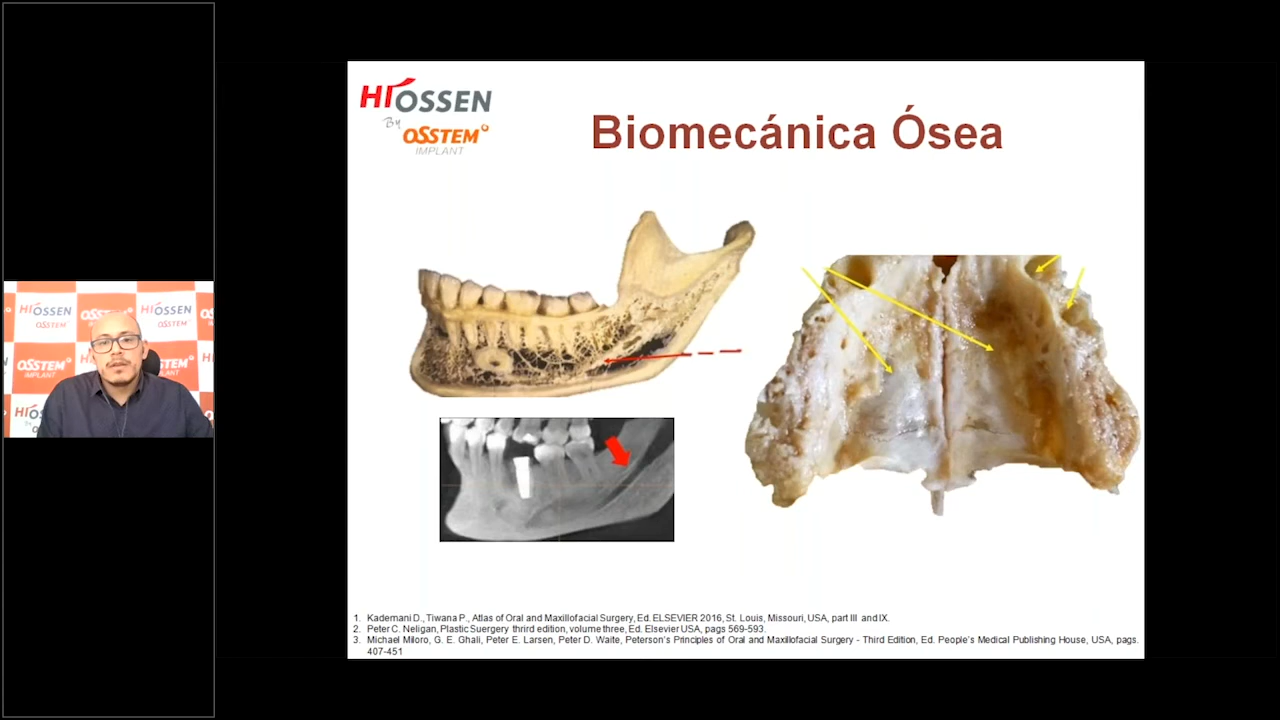 HIOSSEN
By
OSSTEM
IMPLANT
Biomecánica Ósea
HIOSSEN
OSSTEM
HIOSSEN
OSSTEM
OSSTEM
IMPLANT
1. Kademani D., Tiwana P., Atlas of Oral and Maxillofacial Surgery, Ed. ELSEVIER 2016, St. Louis, Missouri, USA, part III and IX.
2. Peter C. Neligan, Plastic Suergery thrird edition, volume three, Ed. Elsevier USA, pags 569-593.
3. Michael Miloro, G. E. Ghali, Peter E. Larsen, Peter D. Waite, Peterson's Principles of Oral and Maxillofacial Surgery - Third Edition, Ed. People's Medical Publishing House, USA, pags.
407-451